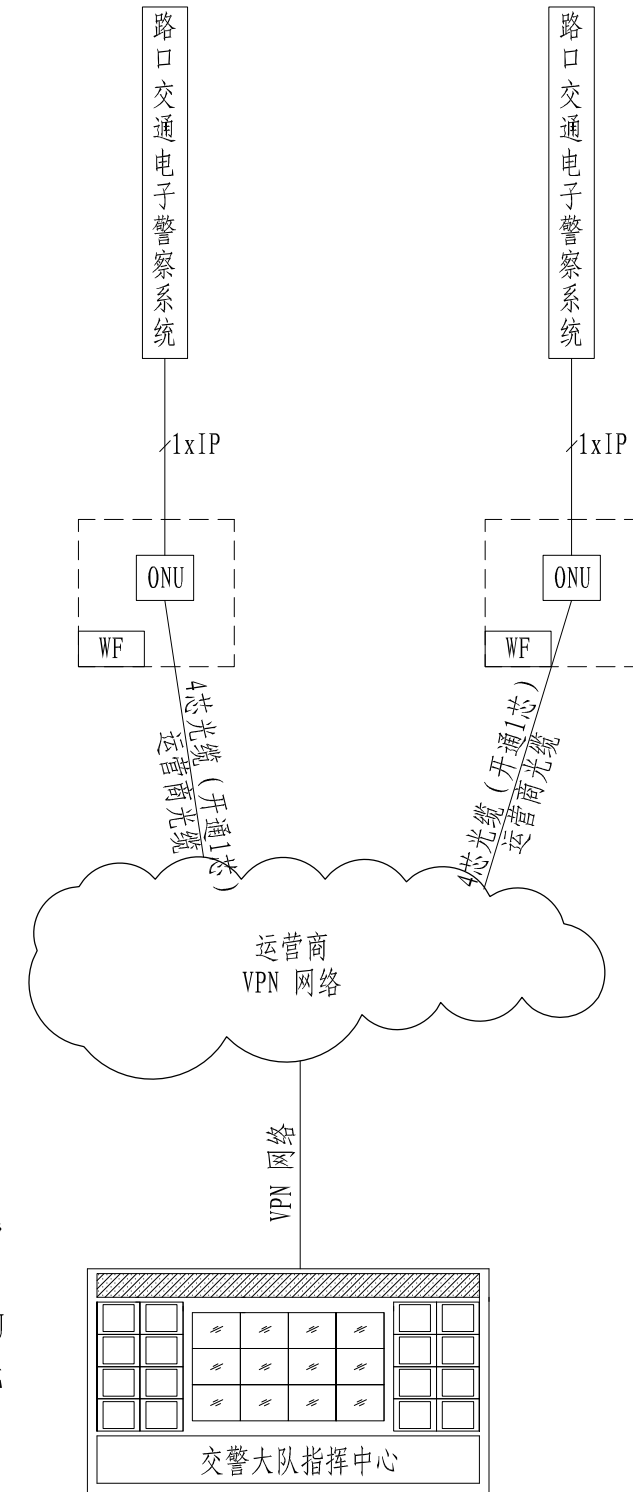 路口交通电子警察系统
路口交通电子警察系统
1xIP
1xIP
ONU
ONU
WF
WF
4芯光缆（开通1芯）
运营商光缆
4芯光缆（开通1芯）
运营商光缆
运营商
VPN 网络
VPN 网络
交警大队指挥中心